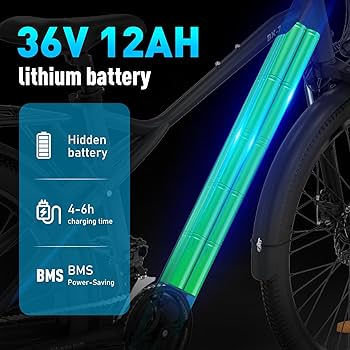 36V 12AH
lithium battery
Hidden
battery
4-6h
charging time
BMS
BMS
Power-Saving